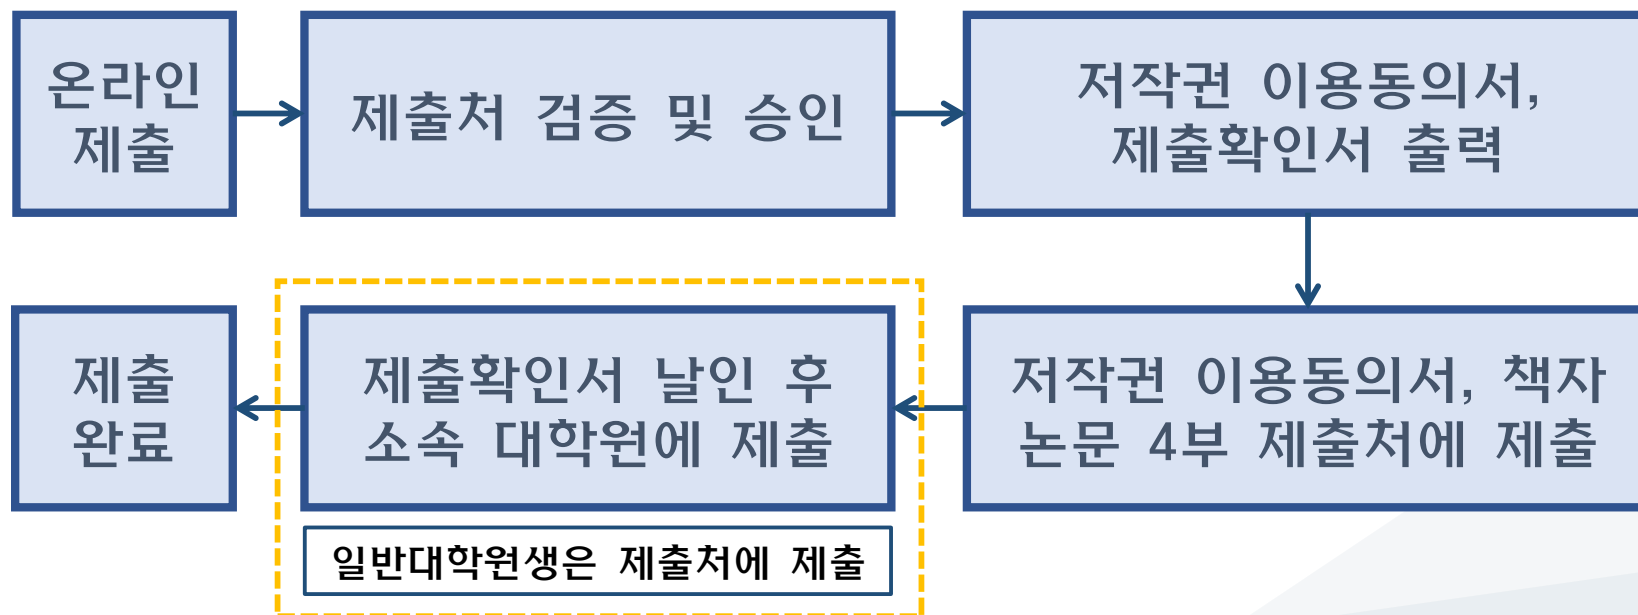 온라인
제출
제출처 검증 및 승인
저작권 이용동의서,
제출확인서 출력
저작권 이용동의서, 책자
논문 4부 제출처에 제출
제출확인서 날인 후
소속 대학원에 제출
일반대학원생은 제출처에 제출
제출
완료